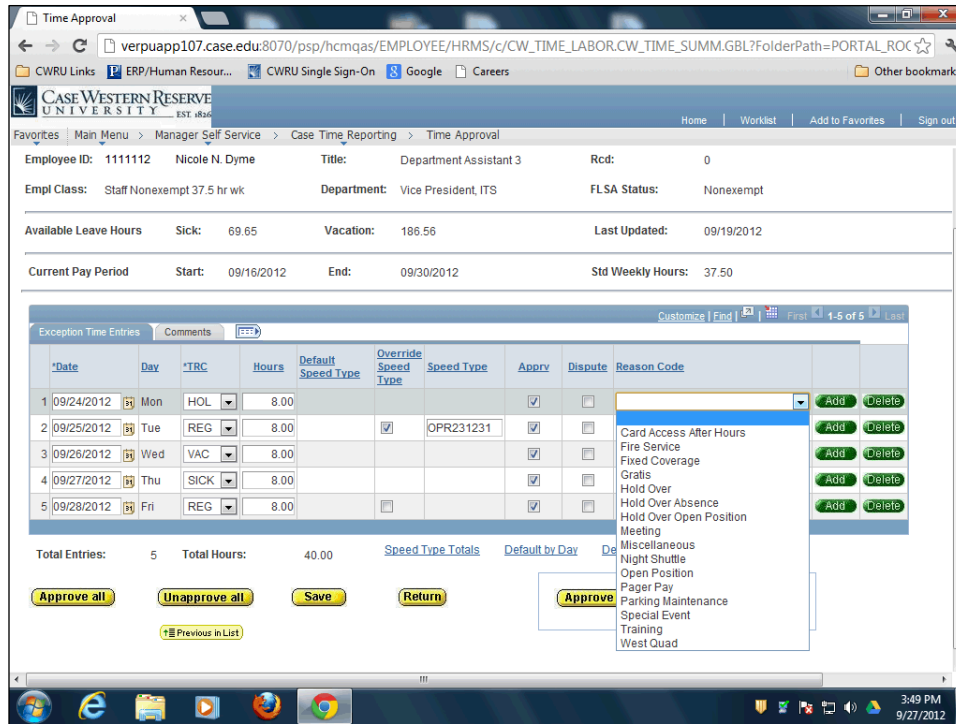 Time Approval
verpuapp107.case.edu:8070/psp/hcmqas/EMPLOYEE/HRMS/c/CW_TIME_LABOR.CW_TIME_SUMM.GBL?FolderPath=PORTAL_ROC
CWRU Links ERP/Human Resour... CWRU Single Sign-On Google Careers Other bookmark
CASE WESTERN RESERVE
UNIVERSITY EST. 1826
Home | Worklist | Add to Favorites | Sign out
Favorites | Main Menu > Manager Self Service > Case Time Reporting > Time Approval
Employee ID: 1111112 Nicole N. Dyme Title: Department Assistant 3 Rcd: 0
Empl Class: Staff Nonexempt 37.5 hr wk Department: Vice President, ITS FLSA Status: Nonexempt
Available Leave Hours Sick: 69.65 Vacation: 186.56 Last Updated: 09/19/2012
Current Pay Period Start: 09/16/2012 End: 09/30/2012 Std Weekly Hours: 37.50
Customize | Find | First 1-5 of 5 Last
Exception Time Entries Comments
*Date Day *TRC Hours Default Speed Type Override Speed Type Speed Type Apprv Dispute Reason Code
1 09/24/2012 31 Mon HOL 8.00 Add Delete
2 09/25/2012 31 Tue REG 8.00 OPR231231 Add Delete
3 09/26/2012 31 Wed VAC 8.00 Add Delete
4 09/27/2012 31 Thu SICK 8.00 Add Delete
5 09/28/2012 31 Fri REG 8.00 Add Delete
Card Access After Hours
Fire Service
Fixed Coverage
Gratis
Hold Over
Hold Over Absence
Hold Over Open Position
Meeting
Miscellaneous
Night Shuttle
Open Position
Pager Pay
Parking Maintenance
Special Event
Training
West Quad
Total Entries: 5 Total Hours: 40.00 Speed Type Totals Default by Day De
Approve all Unapprove all Save Return Approve
Previous in List
3:49 PM
9/27/2012